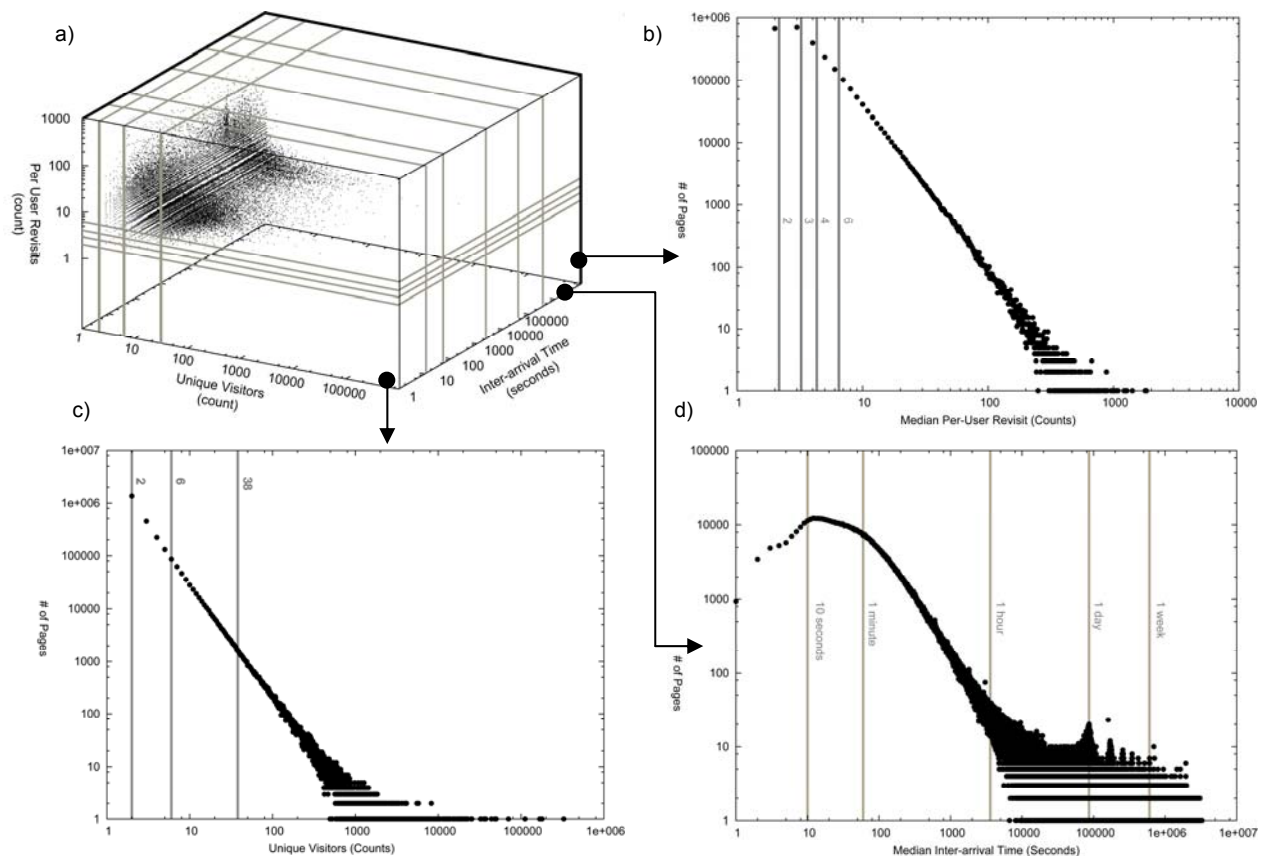 a)
1000
100
10
1
Per User Revisits
(count)
1
10
100
1000
10000
100000
Unique Visitors
(count)
1
10
100
1000
10000
100000
Inter-arrival Time
(seconds)
b)
1e+006
100000
10000
1000
100
10
1
# of Pages
2
3
4
6
1
10
100
1000
10000
Median Per-User Revisit (Counts)
c)
1e+007
1e+006
100000
10000
1000
100
10
1
# of Pages
2
6
38
1
10
100
1000
10000
100000
1e+006
Unique Visitors (Counts)
d)
100000
10000
1000
100
10
1
# of Pages
10 seconds
1 minute
1 hour
1 day
1 week
1
10
100
1000
10000
100000
1e+006
1e+007
Median Inter-arrival Time (Seconds)